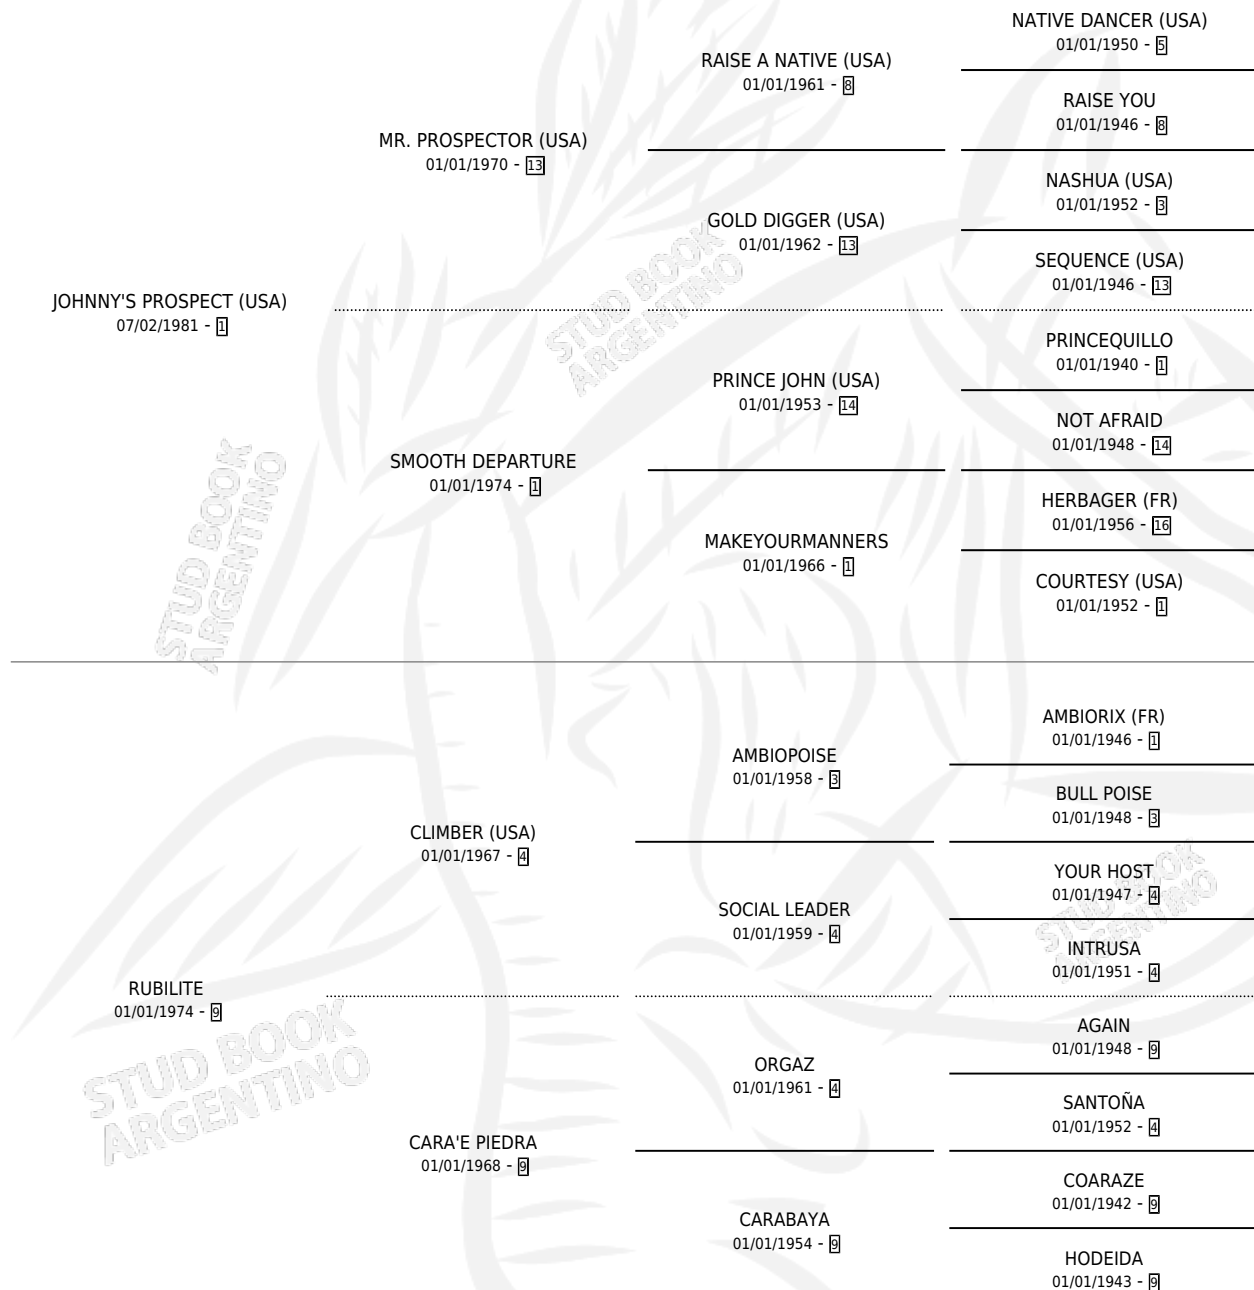 NATIVE DANCER (USA)
01/01/1950 - 5
RAISE A NATIVE (USA)
01/01/1961 - 8
RAISE YOU
01/01/1946 - 8
MR. PROSPECTOR (USA)
01/01/1970 - 13
NASHUA (USA)
01/01/1952 - 3
GOLD DIGGER (USA)
01/01/1962 - 13
SEQUENCE (USA)
01/01/1946 - 13
JOHNNY'S PROSPECT (USA)
07/02/1981 - 1
STUD BOOK
ARGENTINO
PRINCEQUILLO
01/01/1940 - 1
PRINCE JOHN (USA)
01/01/1953 - 14
NOT AFRAID
01/01/1948 - 14
SMOOTH DEPARTURE
01/01/1974 - 1
HERBAGER (FR)
01/01/1956 - 16
MAKEYOURMANNERS
01/01/1966 - 1
COURTESY (USA)
01/01/1952 - 1
STUD BOOK
ARGENTINO
AMBIORIX (FR)
01/01/1946 - 1
AMBIOPOISE
01/01/1958 - 3
BULL POISE
01/01/1948 - 3
CLIMBER (USA)
01/01/1967 - 4
YOUR HOST
01/01/1947 - 4
SOCIAL LEADER
01/01/1959 - 4
STUD BOOK
ARGENTINO
INTRUSA
01/01/1951 - 4
RUBILITE
01/01/1974 - 9
STUD BOOK
ARGENTINO
AGAIN
01/01/1948 - 9
ORGAZ
01/01/1961 - 4
SANTOÑA
01/01/1952 - 4
CARA'E PIEDRA
01/01/1968 - 9
COARAZE
01/01/1942 - 9
CARABAYA
01/01/1954 - 9
HODEIDA
01/01/1943 - 9